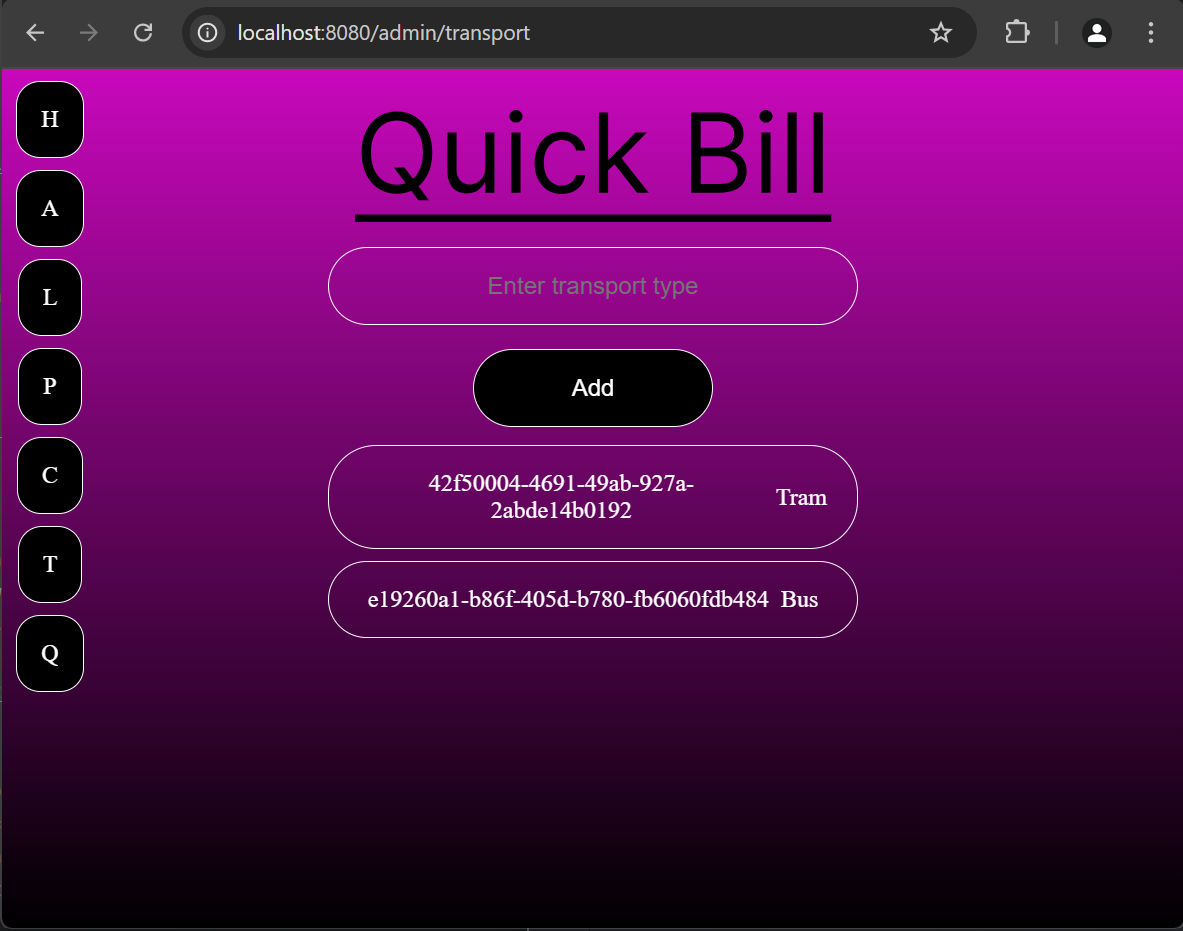 localhost:8080/admin/transport
H
A
L
P
C
T
Q
Quick Bill
Enter transport type
Add
42f50004-4691-49ab-927a-
2abde14b0192
Tram
e19260a1-b86f-405d-b780-fb6060fdb484 Bus